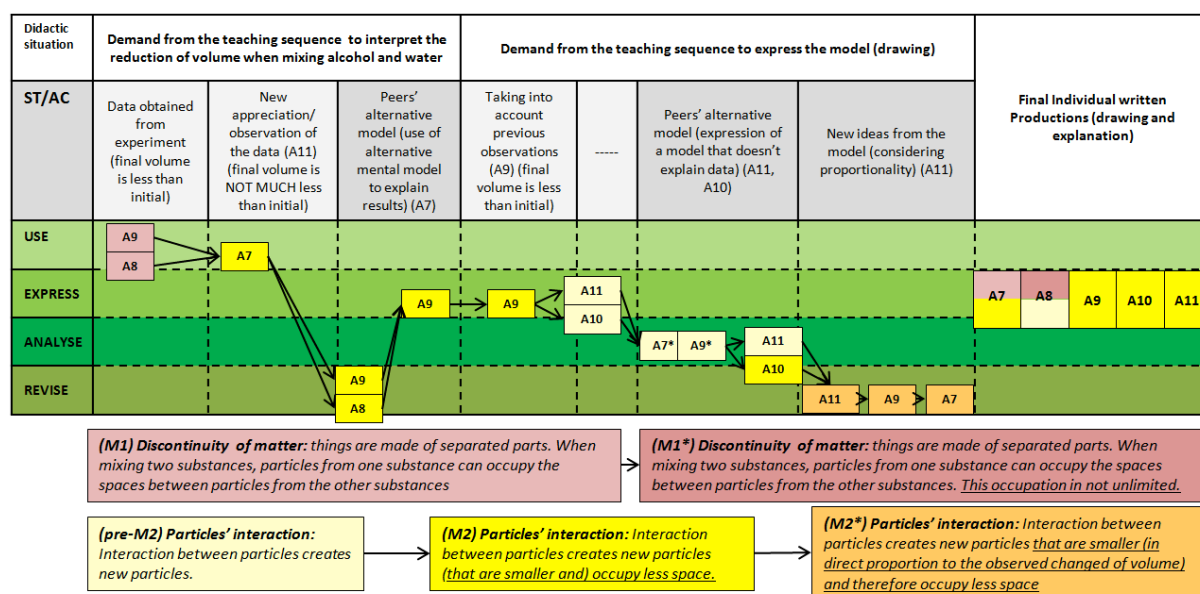 Didactic
situation
Demand from the teaching sequence to interpret the
reduction of volume when mixing alcohol and water
Demand from the teaching sequence to express the model (drawing)
ST/AC
Data obtained
from
experiment
(final volume
is less than
initial)
New
appreciation/
observation of
the data (A11)
(final volume is
NOT MUCH less
than initial)
Peers'
alternative
model (use of
alternative
mental model
to explain
results) (A7)
Taking into
account
previous
observations
(A9) (final
volume is less
than initial)
-----
Peers' alternative
model (expression of
a model that doesn't
explain data) (A11,
A10)
New ideas from the
model (considering
proportionality) (A11)
Final Individual written
Productions (drawing and
explanation)
USE
A9
A8
A7
EXPRESS
A9
A9
A11
A10
A7
A8
A9
A10
A11
ANALYSE
A7*
A9*
A11
A10
REVISE
A9
A8
A11
A9
A7
(M1) Discontinuity of matter: things are made of separated parts. When
mixing two substances, particles from one substance can occupy the
spaces between particles from the other substances
(M1*) Discontinuity of matter: things are made of separated parts. When
mixing two substances, particles from one substance can occupy the spaces
between particles from the other substances. This occupation in not unlimited.
(pre-M2) Particles' interaction:
Interaction between particles creates
new particles.
(M2) Particles' interaction: Interaction
between particles creates new particles
(that are smaller and) occupy less space.
(M2*) Particles' interaction: Interaction between
particles creates new particles that are smaller (in
direct proportion to the observed changed of volume)
and therefore occupy less space